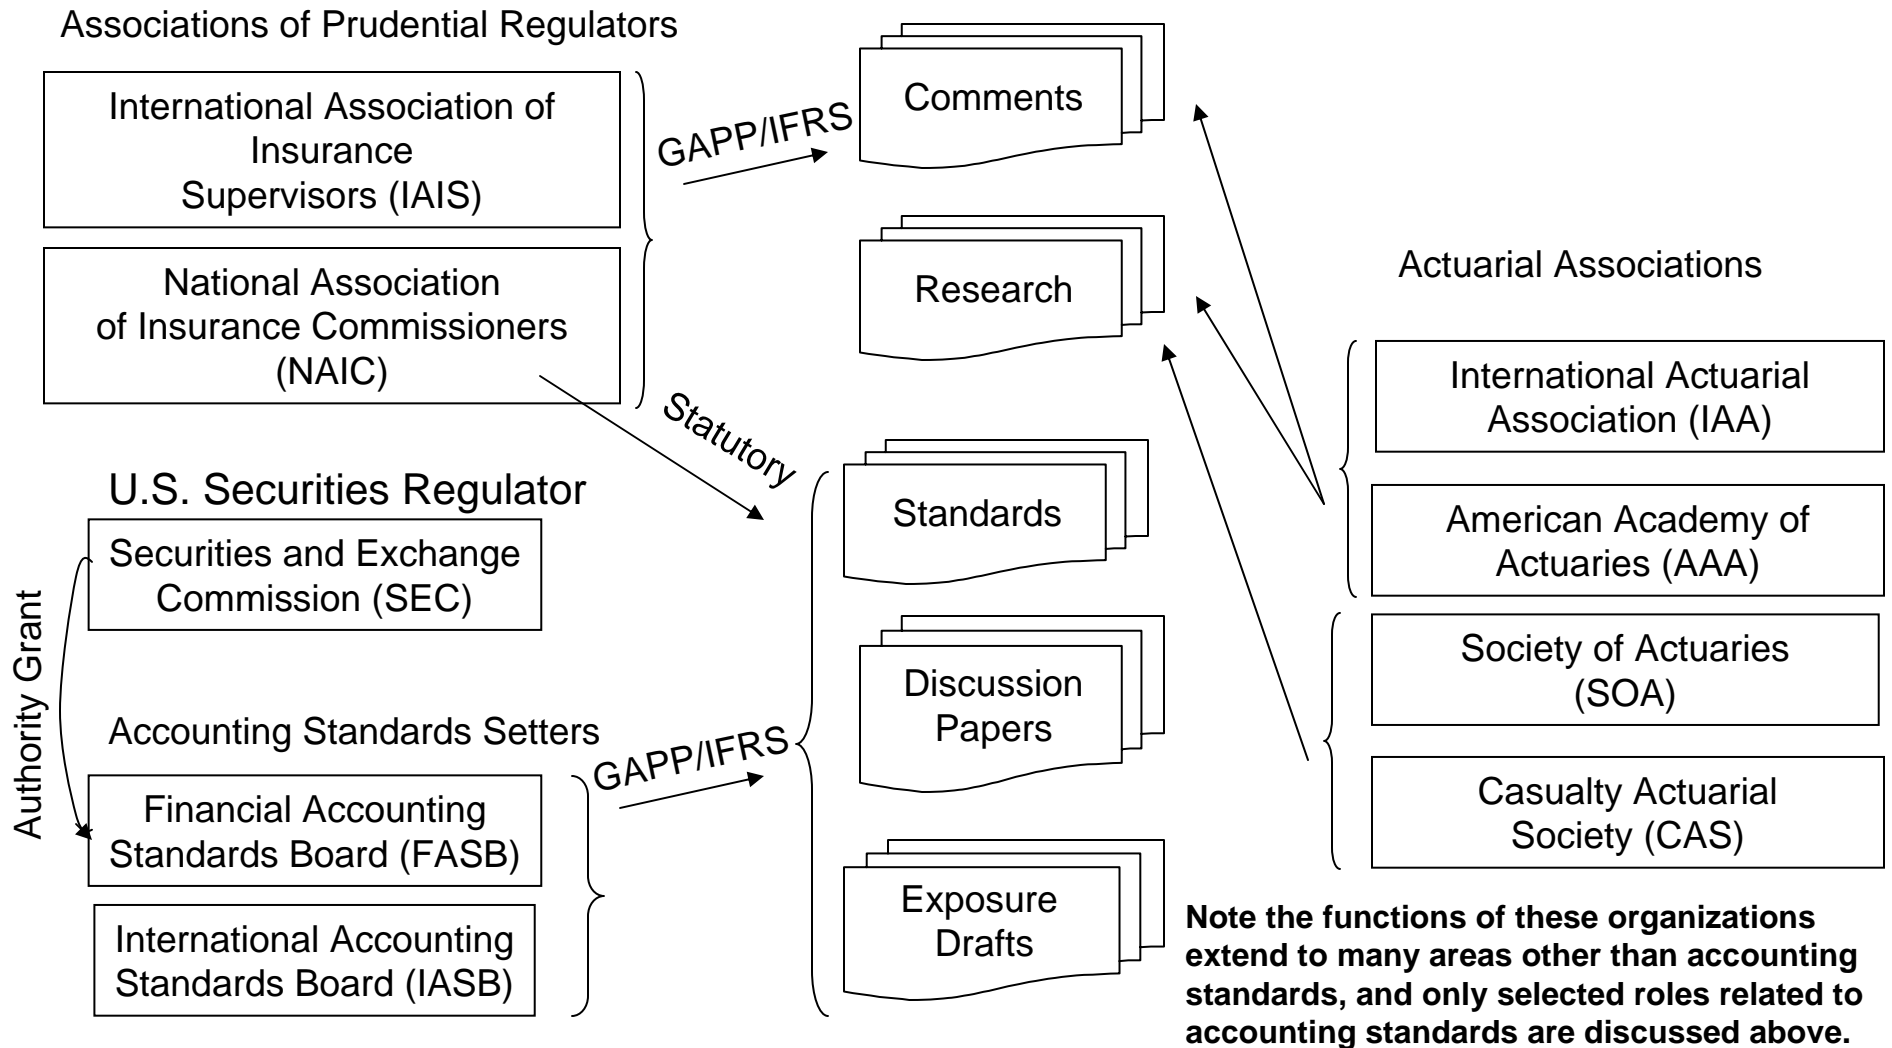 Associations of Prudential Regulators
International Association of
Insurance
Supervisors (IAIS)
National Association
of Insurance Commissioners
(NAIC)
GAPP/IFRS
Statutory
U.S. Securities Regulator
Securities and Exchange
Commission (SEC)
Authority Grant
Accounting Standards Setters
Financial Accounting
Standards Board (FASB)
International Accounting
Standards Board (IASB)
GAPP/IFRS
Comments
Research
Standards
Discussion
Papers
Exposure
Drafts
Actuarial Associations
International Actuarial
Association (IAA)
American Academy of
Actuaries (AAA)
Society of Actuaries
(SOA)
Casualty Actuarial
Society (CAS)
Note the functions of these organizations
extend to many areas other than accounting
standards, and only selected roles related to
accounting standards are discussed above.